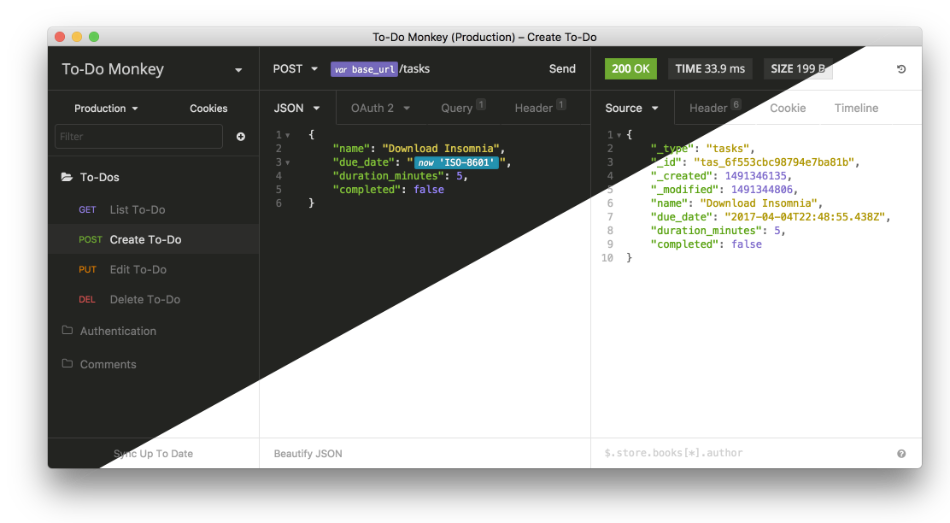 To-Do Monkey (Production) – Create To-Do
To-Do Monkey
Production
Cookies
Filter
To-Dos
GET List To-Do
POST Create To-Do
PUT Edit To-Do
DEL Delete To-Do
Authentication
Comments
Sync Up To Date
POST var base_url /tasks Send
JSON OAuth 2 Query 1 Header 1
1 {
2 "name": "Download Insomnia",
3 "due_date": " now 'ISO-8601' ",
4 "duration_minutes": 5,
5 "completed": false
6 }
Beautify JSON
200 OK TIME 33.9 ms SIZE 199 B
Source Header 6 Cookie Timeline
1 {
2 "_type": "tasks",
3 "_id": "tas_6f553cbc98794e7ba81b",
4 "_created": 1491346135,
5 "_modified": 1491344806,
6 "name": "Download Insomnia",
7 "due_date": "2017-04-04T22:48:55.438Z",
8 "duration_minutes": 5,
9 "completed": false
10 }
$.store.books[*].author